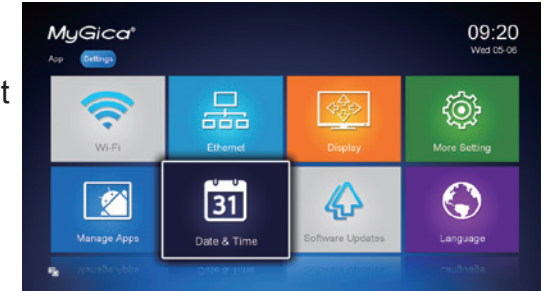 MyGica®
09:20
Wed 05-06
App Settings
t
Wi-Fi Ethernet Display More Setting
31
Manage Apps Date & Time Software Updates Language